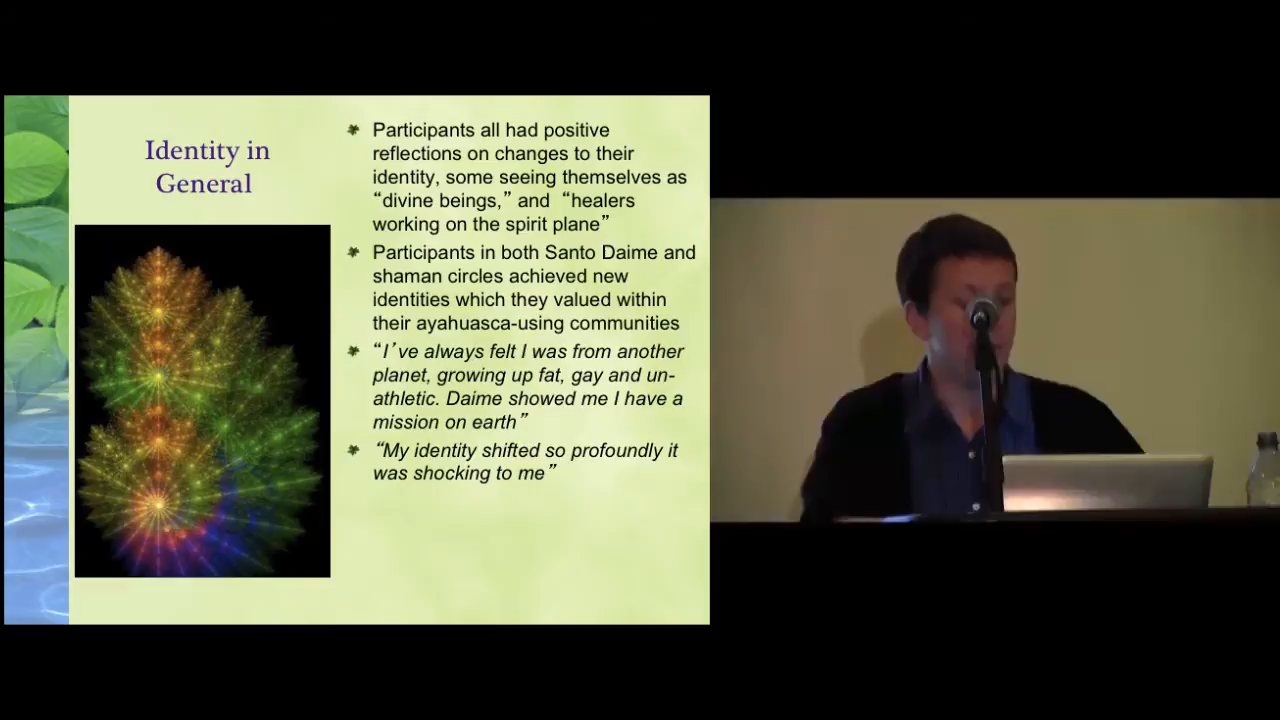 Identity in
General
Participants all had positive
reflections on changes to their
identity, some seeing themselves as
“divine beings,” and “healers
working on the spirit plane”
Participants in both Santo Daime and
shaman circles achieved new
identities which they valued within
their ayahuasca-using communities
“I’ve always felt I was from another
planet, growing up fat, gay and un-
athletic. Daime showed me I have a
mission on earth”
“My identity shifted so profoundly it
was shocking to me”